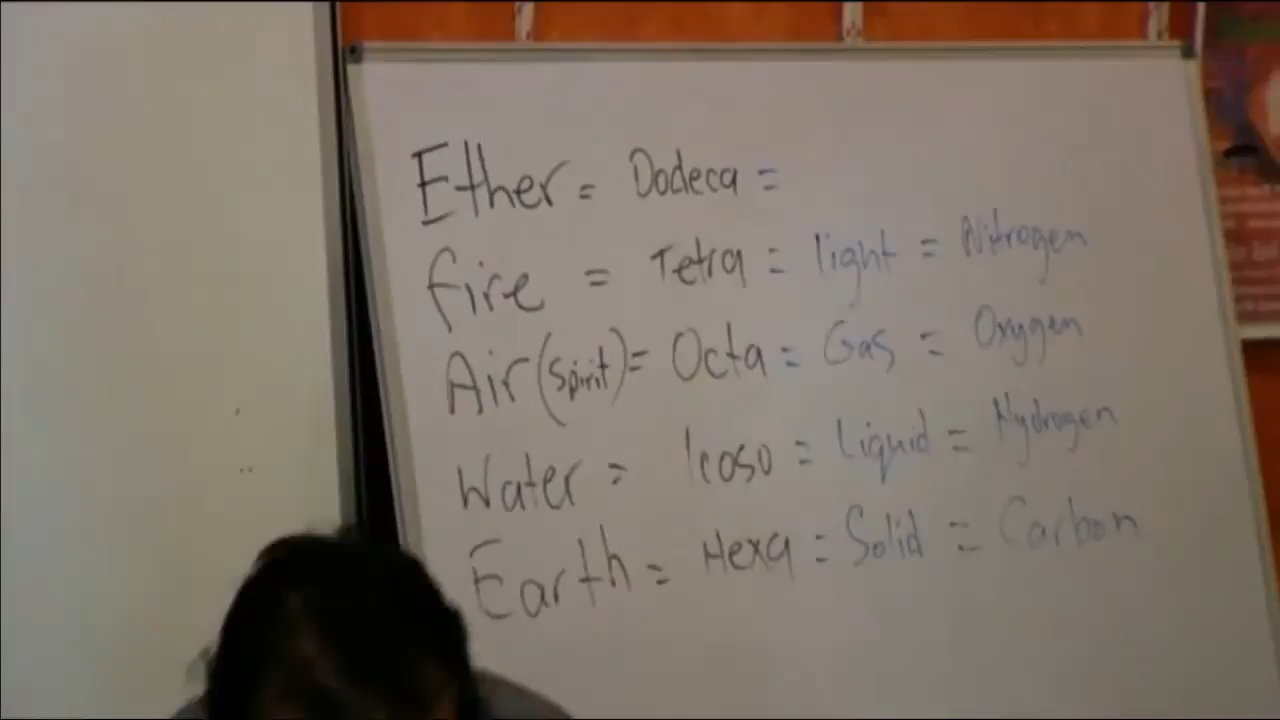 Ether = Dodeca =
fire = Tetra = light = Nitrogen
Air (spirit) = Octa = Gas = Oxygen
Water = Icoso = Liquid = Hydrogen
Earth = Hexa = Solid = Carbon